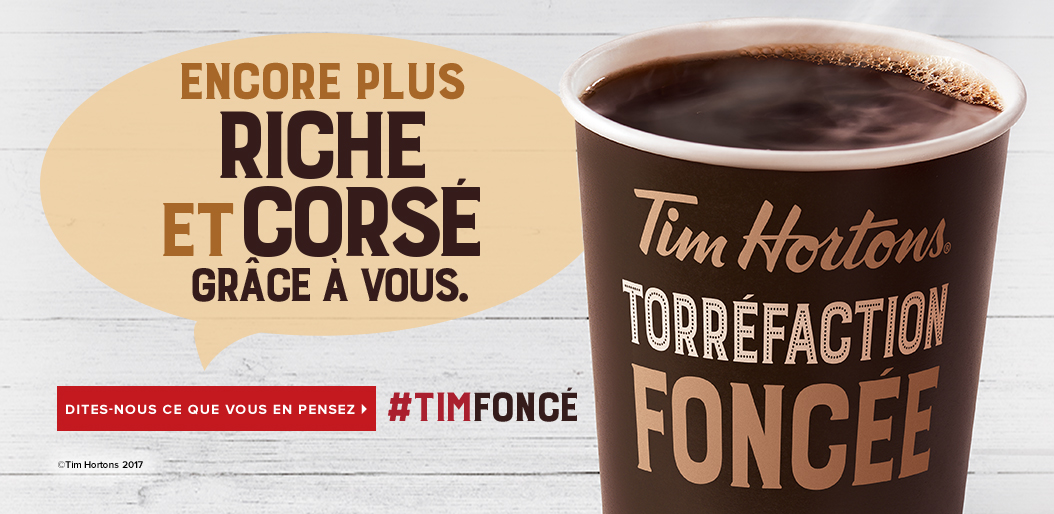 ENCORE PLUS
RICHE
ET CORSÉ
GRÂCE À VOUS.
DITES-NOUS CE QUE VOUS EN PENSEZ
#TIMFONCÉ
©Tim Hortons 2017
Tim Hortons®
TORRÉFACTION
FONCÉE